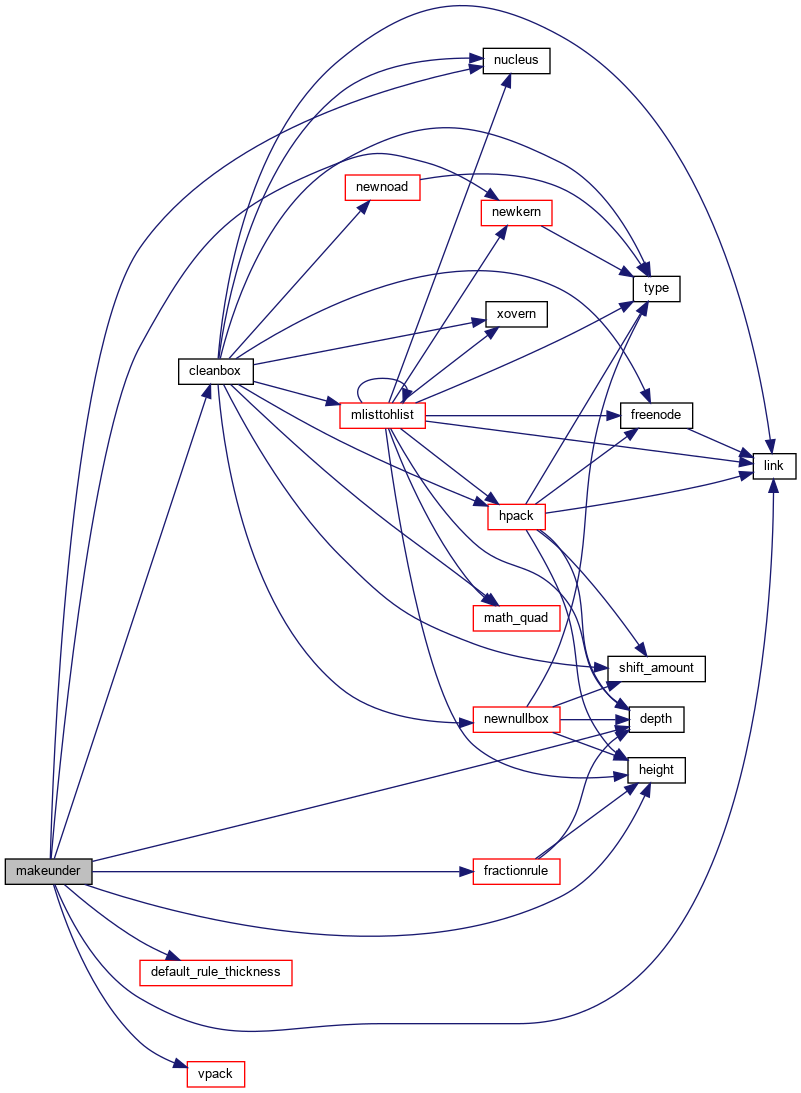 nucleus
newnoad
newkern
type
xovern
cleanbox
mlisttohlist
freenode
link
hpack
math_quad
shift_amount
newnullbox
depth
height
makeunder
fractionrule
default_rule_thickness
vpack